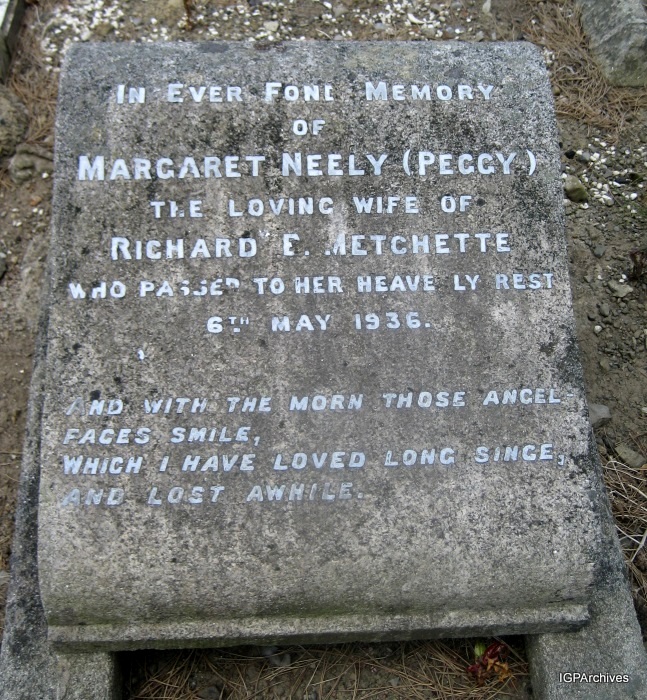 IN EVER FOND MEMORY
OF
MARGARET NEELY (PEGGY)
THE LOVING WIFE OF
RICHARD E. METCHETTE
WHO PASSED TO HER HEAVE LY REST
6TH MAY 1936.
AND WITH THE MORN THOSE ANGEL
FACES SMILE,
WHICH I HAVE LOVED LONG SINCE,
AND LOST AWHILE.
IGPArchives